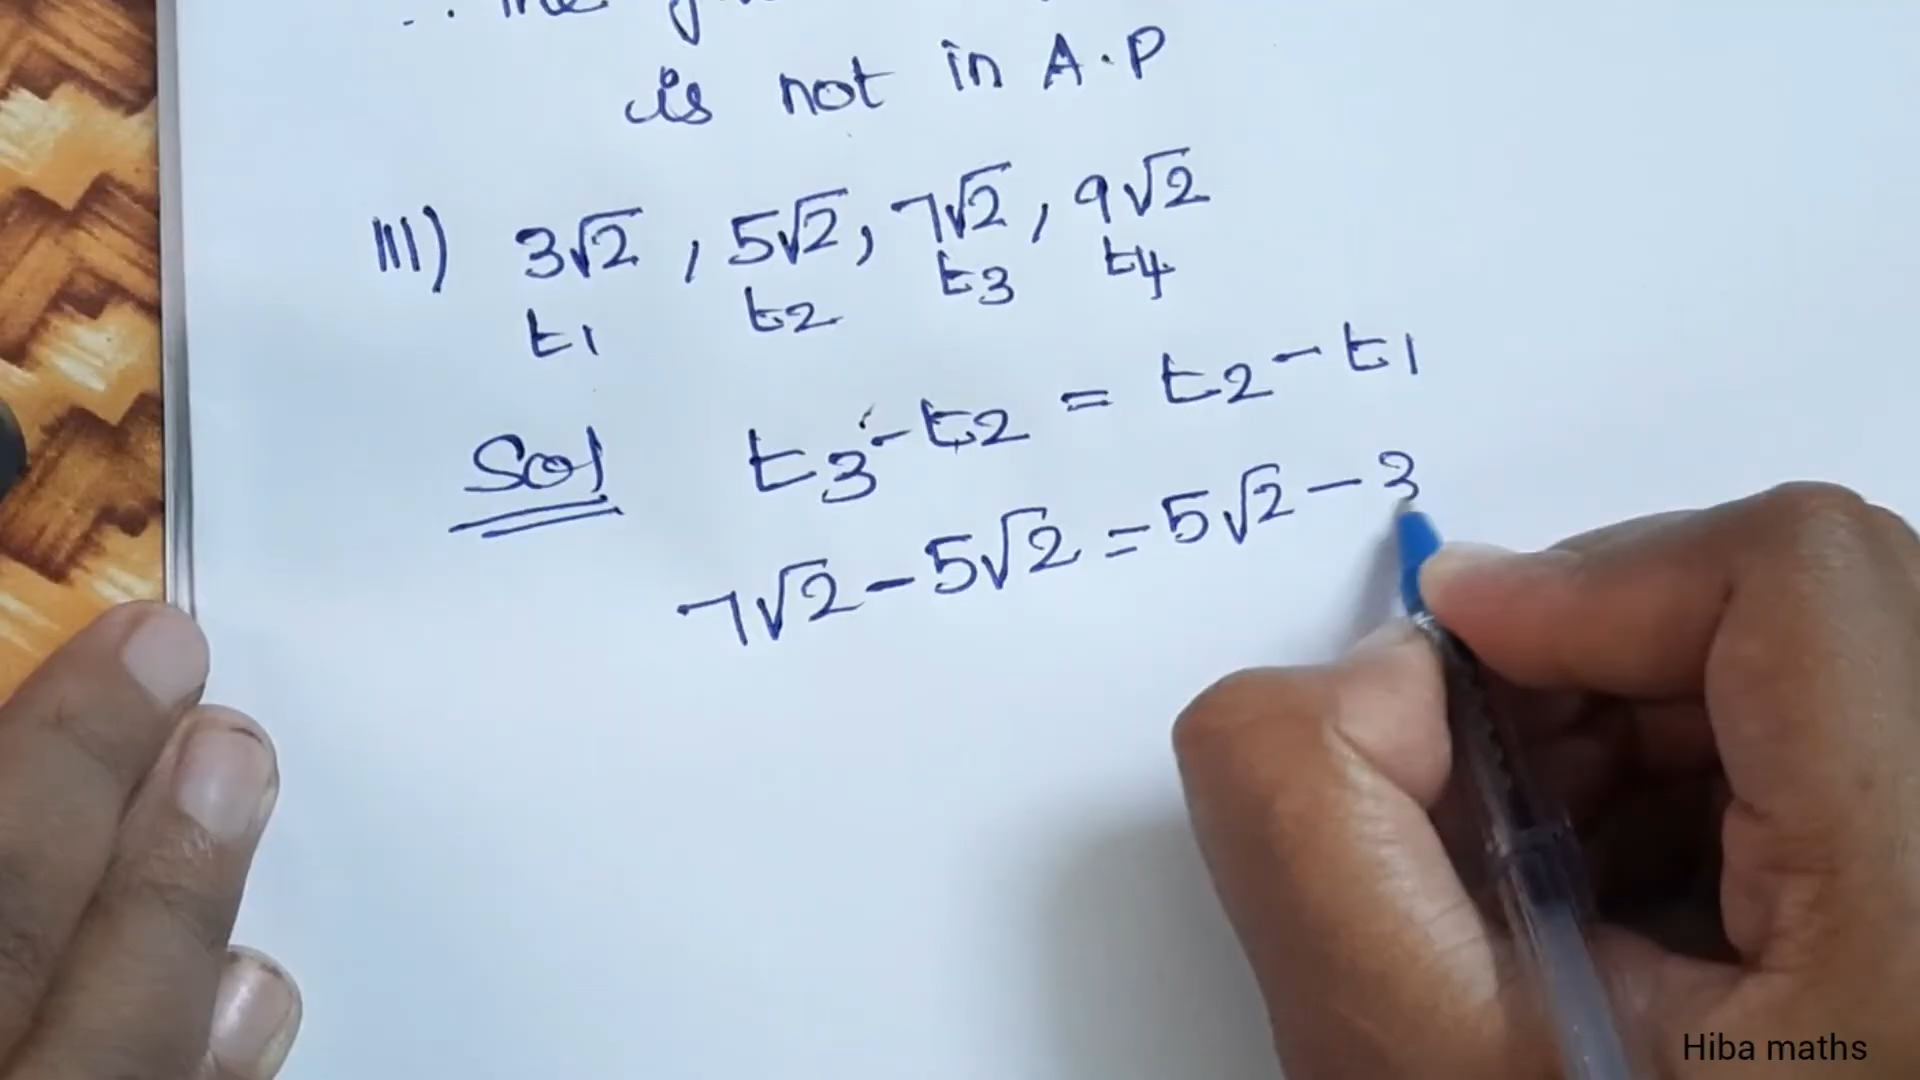 ∴ The
is not in A.P
III) 3√2 , 5√2, 7√2 , 9√2
t1 t2 t3 t4
Sol t3 - t2 = t2 - t1
7√2 - 5√2 = 5√2 - 3
Hiba maths